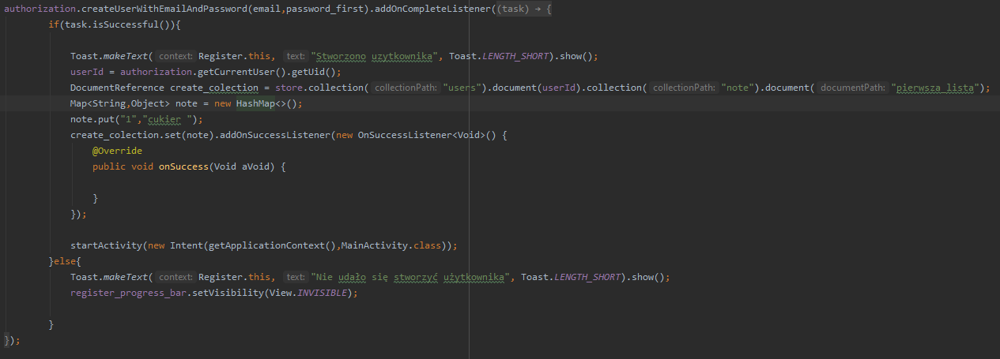 authorization.createUserWithEmailAndPassword(email,password_first).addOnCompleteListener((task) → {
if(task.isSuccessful()){
Toast.makeText( context: Register.this, text: "Stworzono uzytkownika", Toast.LENGTH_SHORT).show();
userId = authorization.getCurrentUser().getUid();
DocumentReference create_colection = store.collection( collectionPath: "users").document(userId).collection( collectionPath: "note").document( documentPath: "pierwsza_lista");
Map<String,Object> note = new HashMap<>();
note.put("1","cukier ");
create_colection.set(note).addOnSuccessListener(new OnSuccessListener<Void>() {
@Override
public void onSuccess(Void aVoid) {
}
});
startActivity(new Intent(getApplicationContext(),MainActivity.class));
}else{
Toast.makeText( context: Register.this, text: "Nie udało się stworzyć użytkownika", Toast.LENGTH_SHORT).show();
register_progress_bar.setVisibility(View.INVISIBLE);
}
});